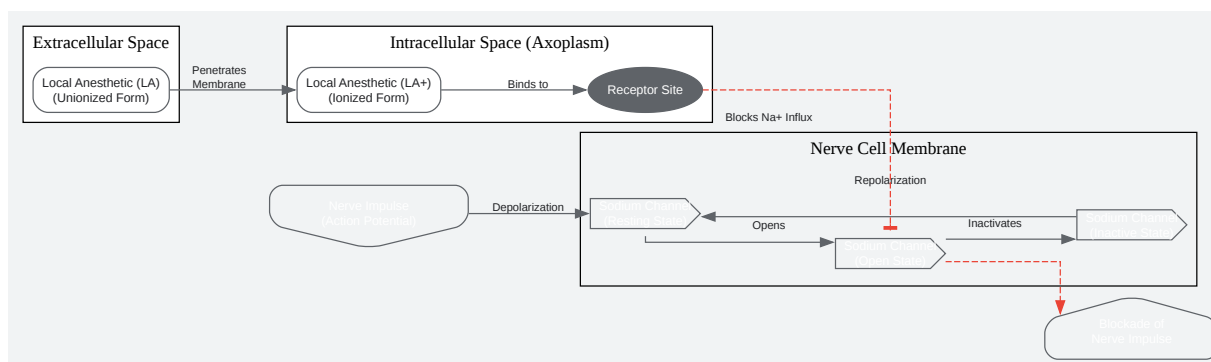 Extracellular Space
Local Anesthetic (LA)
(Unionized Form)
Penetrates
Membrane
Intracellular Space (Axoplasm)
Local Anesthetic (LA+)
(Ionized Form)
Binds to
Receptor Site
Blocks Na+ Influx
Nerve Cell Membrane
Repolarization
Nerve Impulse
(Action Potential)
Depolarization
Sodium Channel
(Resting State)
Opens
Sodium Channel
(Open State)
Inactivates
Sodium Channel
(Inactive State)
Blockade of
Nerve Impulse